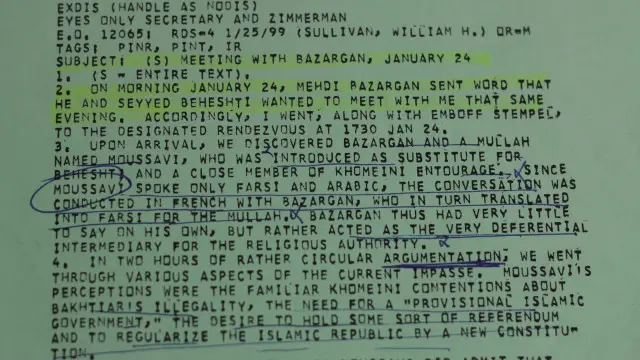 EXDIS (HANDLE AS NODIS)
EYES ONLY SECRETARY AND ZIMMERMAN
E.O. 12065: RDS-4 1/25/99 (SULLIVAN, WILLIAM H.) OR-M
TAGS: PINR, PINT, IR
SUBJECT: (S) MEETING WITH BAZARGAN, JANUARY 24
1. (S - ENTIRE TEXT).
2. ON MORNING JANUARY 24, MEHDI BAZARGAN SENT WORD THAT
HE AND SEYYED BEHESHTI WANTED TO MEET WITH ME THAT SAME
EVENING. ACCORDINGLY, I WENT, ALONG WITH EMBOFF STEMPEL,
TO THE DESIGNATED RENDEZVOUS AT 1730 JAN 24.
3. UPON ARRIVAL, WE DISCOVERED BAZARGAN AND A MULLAH
NAMED MOUSSAVI, WHO WAS INTRODUCED AS SUBSTITUTE FOR
BEHESHTI AND A CLOSE MEMBER OF KHOMEINI ENTOURAGE. SINCE
MOUSSAVI SPOKE ONLY FARSI AND ARABIC, THE CONVERSATION WAS
CONDUCTED IN FRENCH WITH BAZARGAN, WHO IN TURN TRANSLATED
INTO FARSI FOR THE MULLAH. BAZARGAN THUS HAD VERY LITTLE
TO SAY ON HIS OWN, BUT RATHER ACTED AS THE VERY DEFERENTIAL
INTERMEDIARY FOR THE RELIGIOUS AUTHORITY.
4. IN TWO HOURS OF RATHER CIRCULAR ARGUMENTATION, WE WENT
THROUGH VARIOUS ASPECTS OF THE CURRENT IMPASSE. MOUSSAVI'S
PERCEPTIONS WERE THE FAMILIAR KHOMEINI CONTENTIONS ABOUT
BAKHTIAR'S ILLEGALITY, THE NEED FOR A "PROVISIONAL ISLAMIC
GOVERNMENT," THE DESIRE TO HOLD SOME SORT OF REFERENDUM
AND TO REGULARIZE THE ISLAMIC REPUBLIC BY A NEW CONSTITU-
TION.